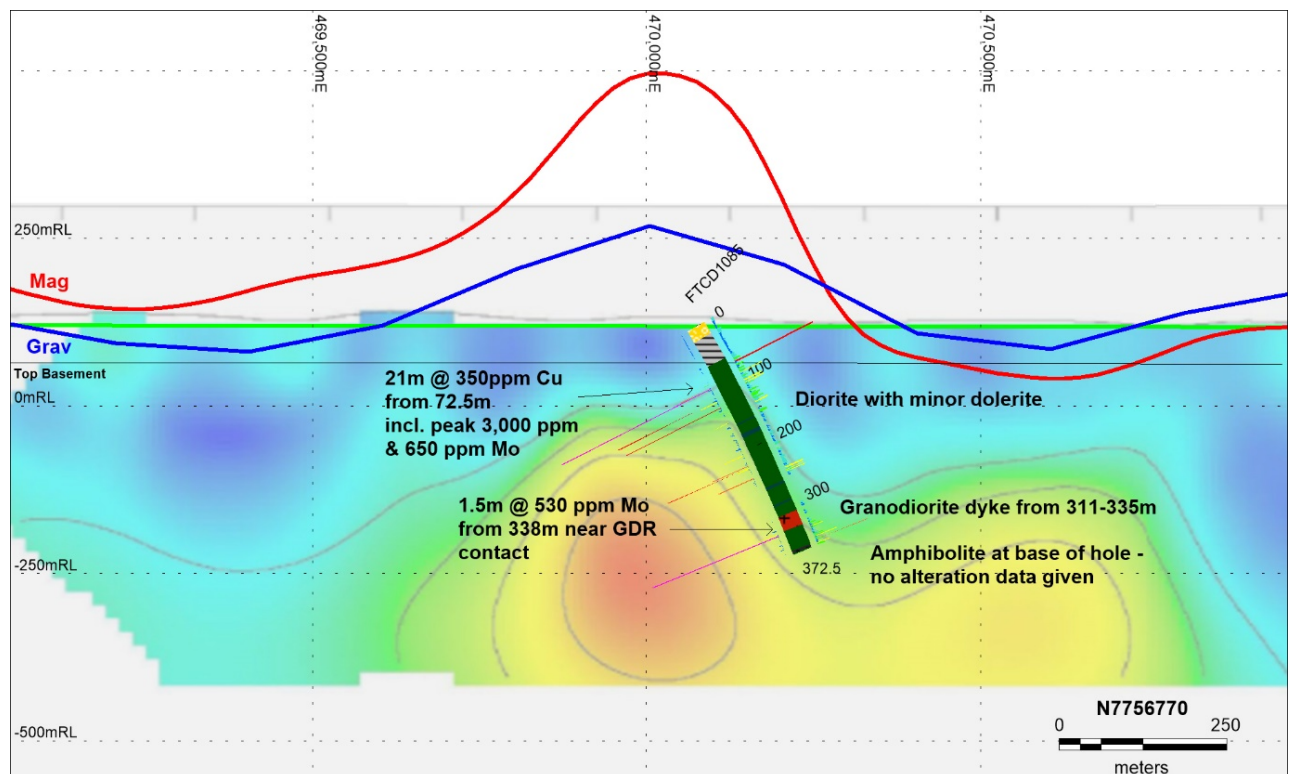 469,500mE
470,000mE
470,500mE
250mRL
Mag
FTCD1085
0
Grav
Top Basement
100
21m @ 350ppm Cu
from 72.5m
incl. peak 3,000 ppm
& 650 ppm Mo
Diorite with minor dolerite
0mRL
200
300
1.5m @ 530 ppm Mo
from 338m near GDR
contact
Granodiorite dyke from 311-335m
Amphibolite at base of hole -
no alteration data given
372.5
-250mRL
N7756770
0 250
meters
-500mRL